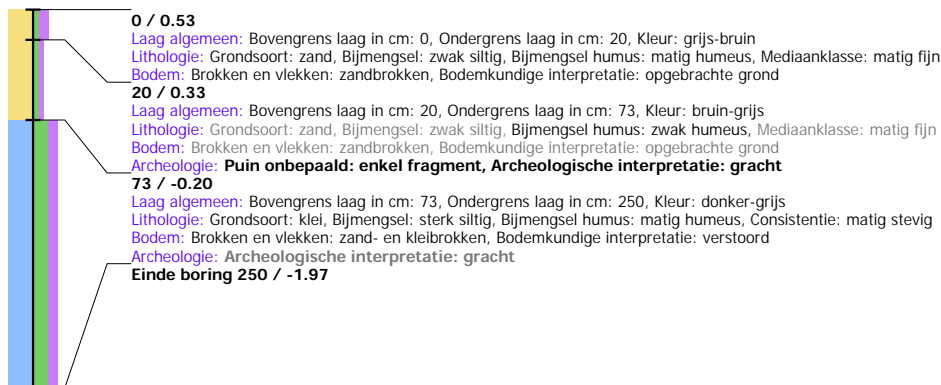 0 / 0.53
Laag algemeen: Bovengrens laag in cm: 0, Ondergrens laag in cm: 20, Kleur: grijs-bruin
Lithologie: Grondsoort: zand, Bijmengsel: zwak siltig, Bijmengsel humus: matig humeus, Mediaanklasse: matig fijn
Bodem: Brokken en vlekken: zandbrokken, Bodemkundige interpretatie: opgebrachte grond
20 / 0.33
Laag algemeen: Bovengrens laag in cm: 20, Ondergrens laag in cm: 73, Kleur: bruin-grijs
Lithologie: Grondsoort: zand, Bijmengsel: zwak siltig, Bijmengsel humus: zwak humeus, Mediaanklasse: matig fijn
Bodem: Brokken en vlekken: zandbrokken, Bodemkundige interpretatie: opgebrachte grond
Archeologie: Puin onbepaald: enkel fragment, Archeologische interpretatie: gracht
73 / -0.20
Laag algemeen: Bovengrens laag in cm: 73, Ondergrens laag in cm: 250, Kleur: donker-grijs
Lithologie: Grondsoort: klei, Bijmengsel: sterk siltig, Bijmengsel humus: matig humeus, Consistentie: matig stevig
Bodem: Brokken en vlekken: zand- en kleibrokken, Bodemkundige interpretatie: verstoord
Archeologie: Archeologische interpretatie: gracht
Einde boring 250 / -1.97